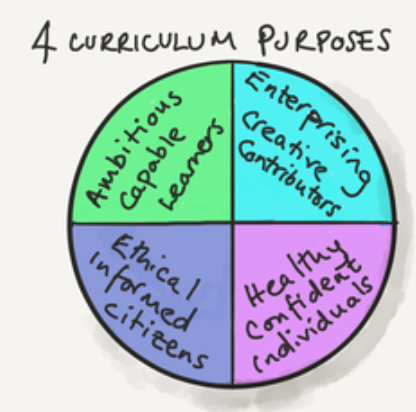 4 CURRICULUM PURPOSES
Ambitious
Capable
Learners
Enterprising
Creative
Contributors
Ethical
Informed
citizens
Healthy
Confident
individuals